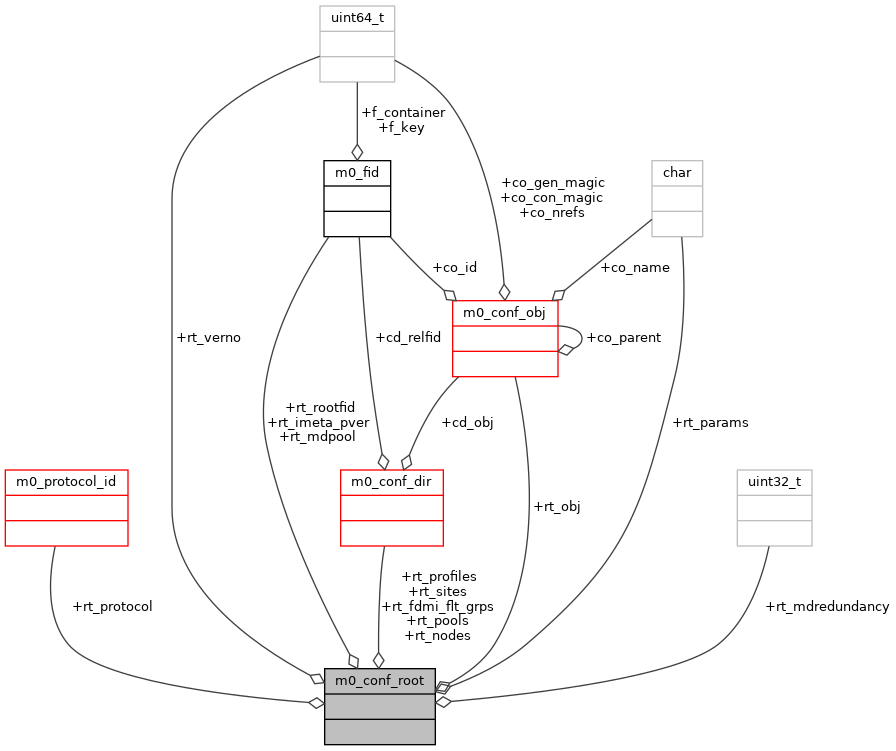 uint64_t
+f_container
+f_key
m0_fid
char
+co_gen_magic
+co_con_magic
+co_nrefs
+co_id
+co_name
m0_conf_obj
+rt_verno
+cd_relfid
+co_parent
+rt_rootfid
+rt_imeta_pver
+rt_mdpool
+cd_obj
+rt_params
m0_protocol_id
m0_conf_dir
uint32_t
+rt_obj
+rt_protocol
+rt_profiles
+rt_sites
+rt_fdmi_flt_grps
+rt_pools
+rt_nodes
+rt_mdredundancy
m0_conf_root